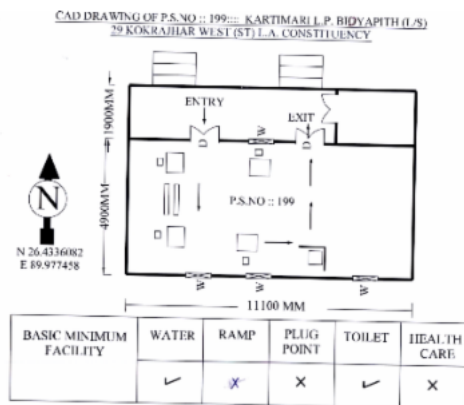 CAD DRAWING OF P.S.NO :: 199:::: KARTIMARI L.P. BIDYAPITH (L/S)
29 KOKRAJHAR WEST (ST) L.A. CONSTITUENCY
ENTRY
EXIT
1900MM
D
W
D
4900MM
P.S.NO :: 199
N
N 26.4336082
E 89.977458
W
W
W
11100 MM
BASIC MINIMUM FACILITY
WATER
RAMP
PLUG POINT
TOILET
HEALTH CARE